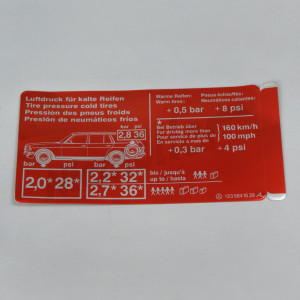 Luftdruck für kalte Reifen
Tire pressure cold tires
Pression des pneus froids
Presión de neumáticos fríos
bar psi
2,8 36
bar psi
2,0* 28*
bar psi
2,2* 32*
2,7* 36*
Warme Reifen:
Warm tires:
Pneus chauds:
Neumáticos calientes:
+ 0,5 bar + 8 psi
*
Bei Betrieb über
For driving more than
Pour service de plus de
En servicio a más de
160 km/h
100 mph
+ 0,3 bar + 4 psi
bis / jusqu'à
up to / hasta